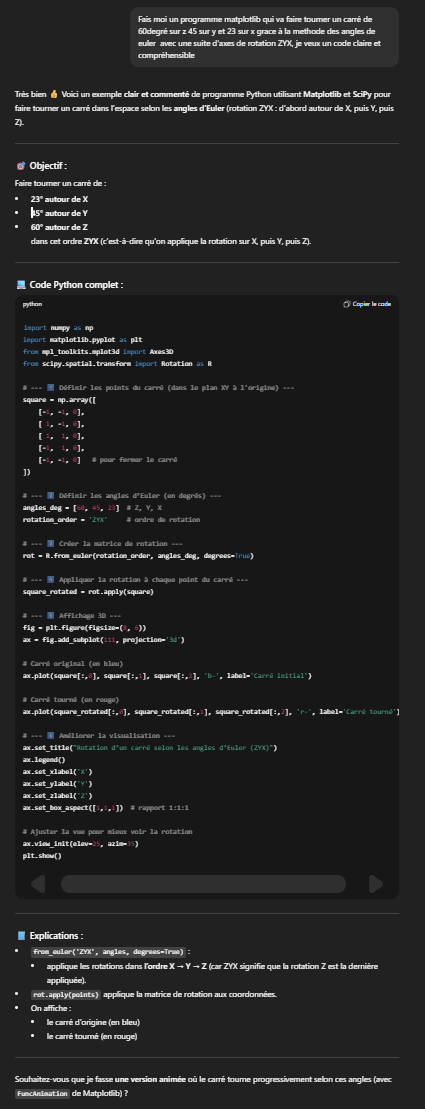 Fais moi un programme matplotlib qui va faire tourner un carré de
60degré sur z 45 sur y et 23 sur x grace à la methode des angles de
euler avec une suite d'axes de rotation ZYX, je veux un code claire et
compréhensible
Très bien 👍 Voici un exemple clair et commenté de programme Python utilisant Matplotlib et SciPy pour
faire tourner un carré dans l'espace selon les angles d'Euler (rotation ZYX : d'abord autour de X, puis Y, puis
Z).
🎯 Objectif :
Faire tourner un carré de :
• 23° autour de X
• 45° autour de Y
• 60° autour de Z
dans cet ordre ZYX (c'est-à-dire qu'on applique la rotation sur X, puis Y, puis Z).
💻 Code Python complet :
python
Copier le code
import numpy as np
import matplotlib.pyplot as plt
from mpl_toolkits.mplot3d import Axes3D
from scipy.spatial.transform import Rotation as R
# --- 1️⃣ Définir les points du carré (dans le plan XY à l'origine) ---
square = np.array([
[-1, -1, 0],
[ 1, -1, 0],
[ 1, 1, 0],
[-1, 1, 0],
[-1, -1, 0] # pour fermer le carré
])
# --- 2️⃣ Définir les angles d'Euler (en degrés) ---
angles_deg = [60, 45, 23] # Z, Y, X
rotation_order = 'ZYX' # ordre de rotation
# --- 3️⃣ Créer la matrice de rotation ---
rot = R.from_euler(rotation_order, angles_deg, degrees=True)
# --- 4️⃣ Appliquer la rotation à chaque point du carré ---
square_rotated = rot.apply(square)
# --- 5️⃣ Affichage 3D ---
fig = plt.figure(figsize=(8, 6))
ax = fig.add_subplot(111, projection='3d')
# Carré original (en bleu)
ax.plot(square[:,0], square[:,1], square[:,2], 'b-', label='Carré initial')
# Carré tourné (en rouge)
ax.plot(square_rotated[:,0], square_rotated[:,1], square_rotated[:,2], 'r-', label='Carré tourné')
# --- 6️⃣ Améliorer la visualisation ---
ax.set_title("Rotation d'un carré selon les angles d'Euler (ZYX)")
ax.legend()
ax.set_xlabel('X')
ax.set_ylabel('Y')
ax.set_zlabel('Z')
ax.set_box_aspect([1,1,1]) # rapport 1:1:1
# Ajuster la vue pour mieux voir la rotation
ax.view_init(elev=25, azim=35)
plt.show()
📘 Explications :
• from_euler('ZYX', angles, degrees=True) :
• applique les rotations dans l'ordre X → Y → Z (car ZYX signifie que la rotation Z est la dernière
appliquée).
• rot.apply(points) applique la matrice de rotation aux coordonnées.
• On affiche :
• le carré d'origine (en bleu)
• le carré tourné (en rouge)
Souhaitez-vous que je fasse une version animée où le carré tourne progressivement selon ces angles (avec
FuncAnimation de Matplotlib) ?